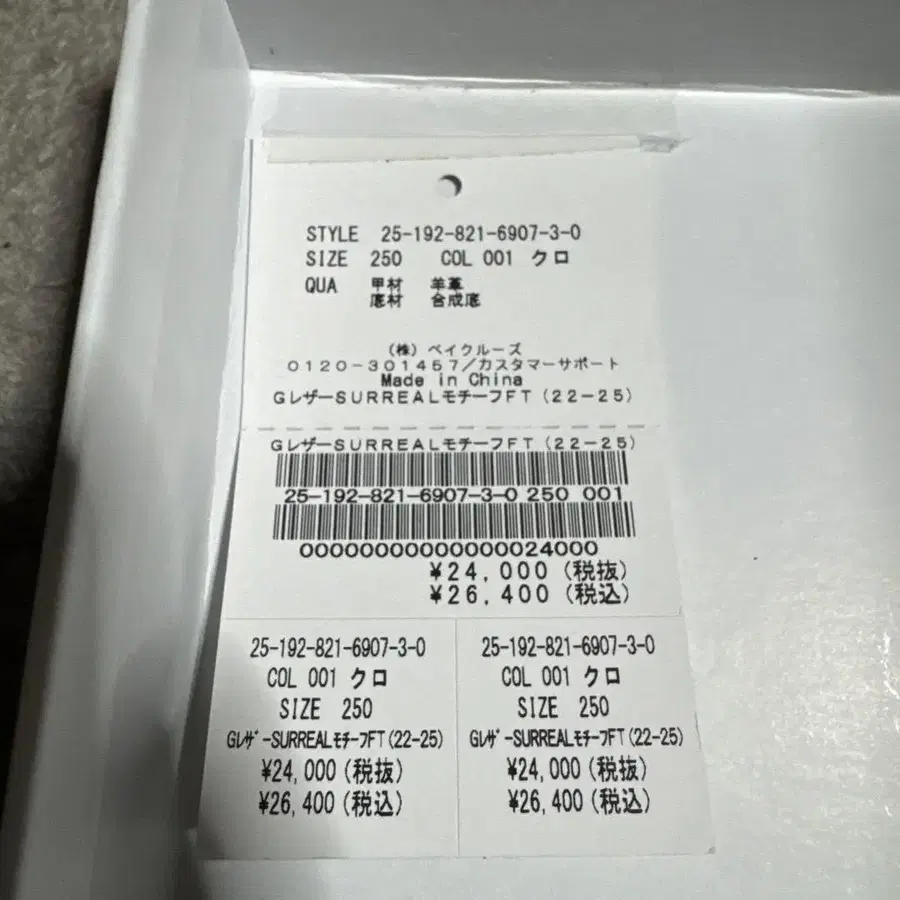 STYLE 25-192-821-6907-3-0
SIZE 250 COL 001 クロ
QUA 甲材 羊革
底材 合成底
(株) ベイクルーズ
0120-301457/カスタマーサポート
Made in China
GレザーSURREALモチーフFT(22-25)
GレザーSURREALモチーフFT(22-25)
25-192-821-6907-3-0 250 001
00000000000000024000
¥24,000(税抜)
¥26,400(税込)
25-192-821-6907-3-0
COL 001 クロ
SIZE 250
Gレザ-SURREALモチーフFT(22-25)
¥24,000(税抜)
¥26,400(税込)
25-192-821-6907-3-0
COL 001 クロ
SIZE 250
Gレザ-SURREALモチーフFT(22-25)
¥24,000(税抜)
¥26,400(税込)